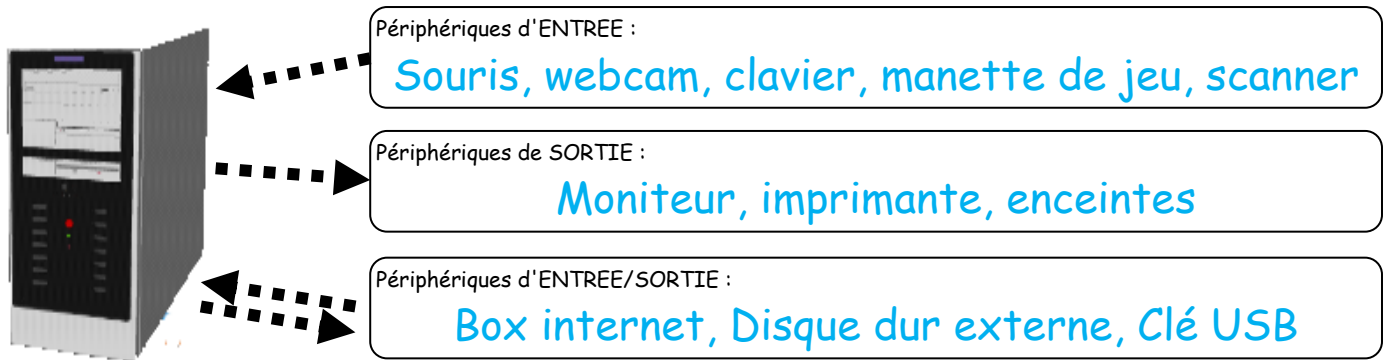 Périphériques d'ENTREE :
Souris, webcam, clavier, manette de jeu, scanner
Périphériques de SORTIE :
Moniteur, imprimante, enceintes
Périphériques d'ENTREE/SORTIE :
Box internet, Disque dur externe, Clé USB